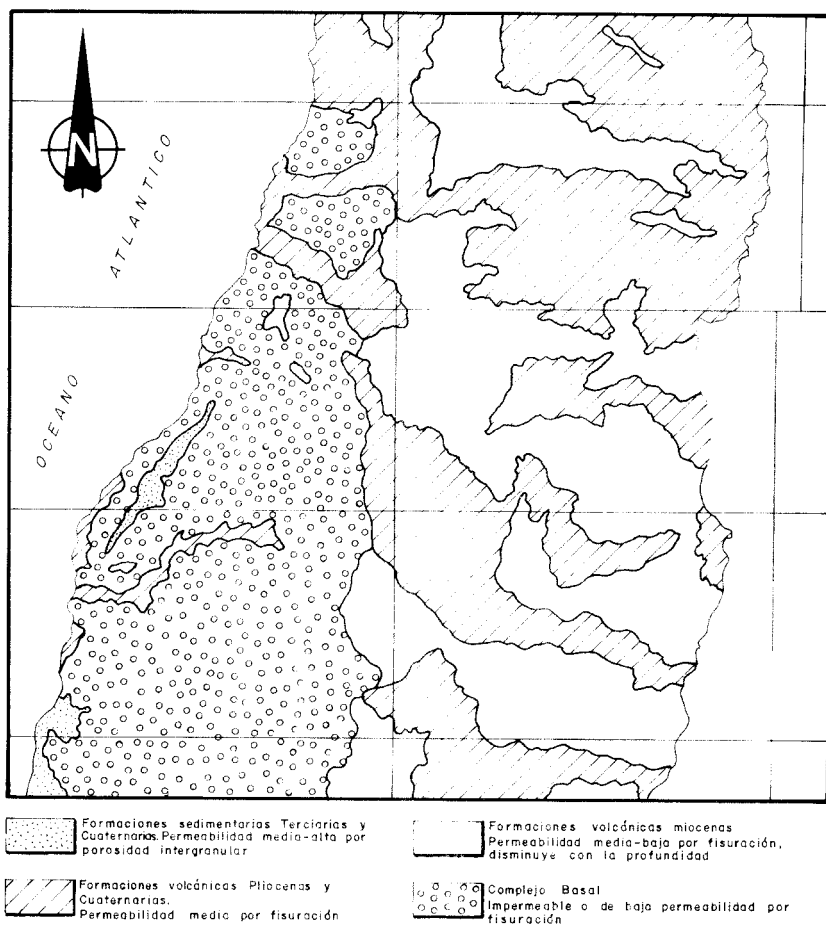 N
ATLANTICO
OCEANO
Formaciones sedimentarias Terciarias y
Cuaternarias. Permeabilidad media-alta por
porosidad intergranular
Formaciones volcánicas Pliocenas y
Cuaternarias.
Permeabilidad media por fisuración
Formaciones volcánicas miocenas
Permeabilidad media-baja por fisuración,
disminuye con la profundidad
Complejo Basal
Impermeable o de baja permeabilidad por
fisuración